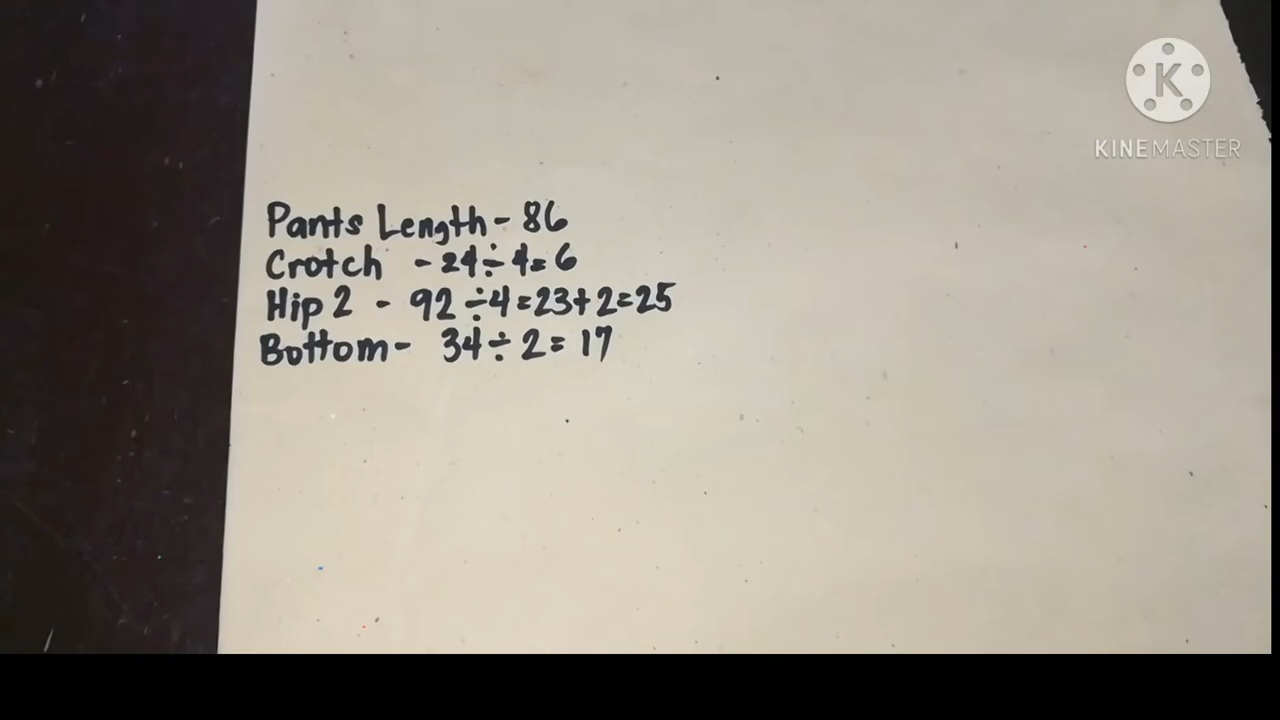 K
KINEMASTER
Pants Length - 86
Crotch - 24÷4=6
Hip 2 - 92÷4=23+2=25
Bottom - 34÷2=17